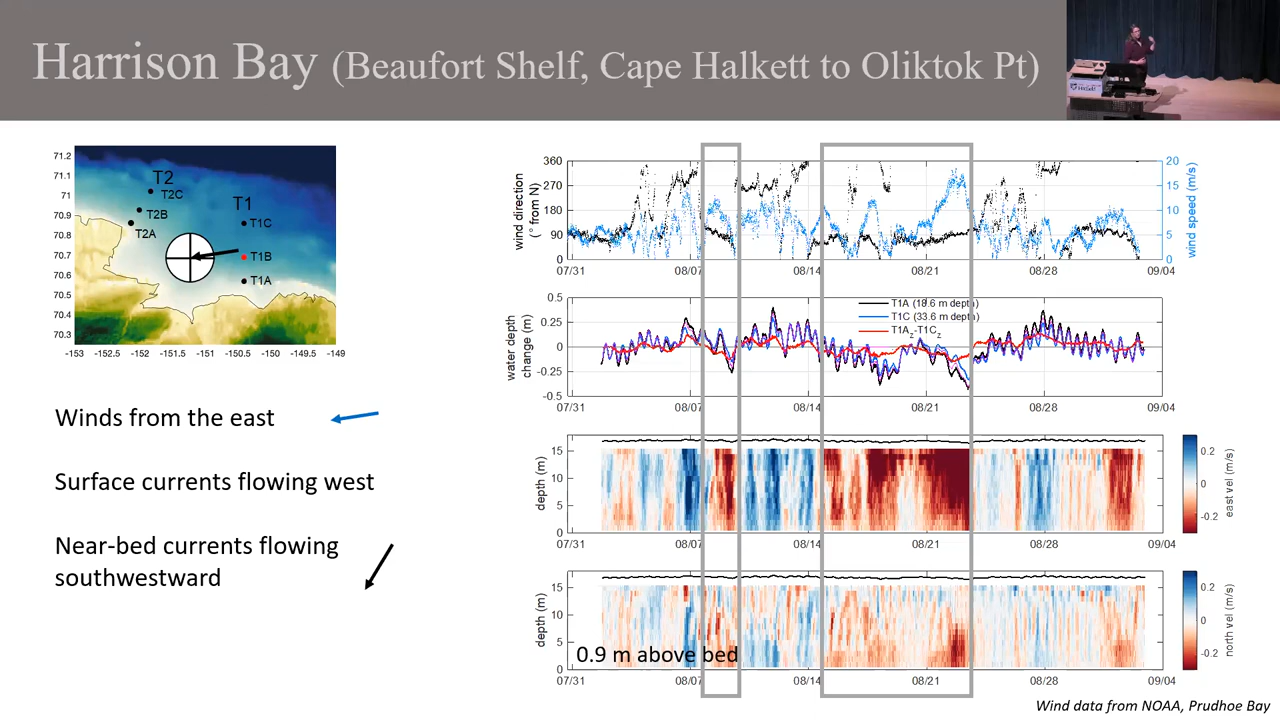 Harrison Bay (Beaufort Shelf, Cape Halkett to Oliktok Pt)
71.2
71.1
71
70.9
70.8
70.7
70.6
70.5
70.4
70.3
-153
-152.5
-152
-151.5
-151
-150.5
-150
-149.5
-149
T2
T2C
T2B
T2A
T1
T1C
T1B
T1A
Winds from the east
Surface currents flowing west
Near-bed currents flowing
southwestward
wind direction
(° from N)
360
270
180
90
0
20
15
10
5
0
wind speed (m/s)
07/31
08/07
08/14
08/21
08/28
09/04
water depth
change (m)
0.5
0.25
0
-0.25
-0.5
T1A (18.6 m depth)
T1C (33.6 m depth)
T1Az-T1Cz
07/31
08/07
08/14
08/21
08/28
09/04
depth (m)
15
10
5
0
07/31
08/07
08/14
08/21
08/28
09/04
0.2
0
-0.2
east vel (m/s)
depth (m)
15
10
5
0
0.9 m above bed
07/31
08/07
08/14
08/21
08/28
09/04
0.2
0
-0.2
north vel (m/s)
Wind data from NOAA, Prudhoe Bay